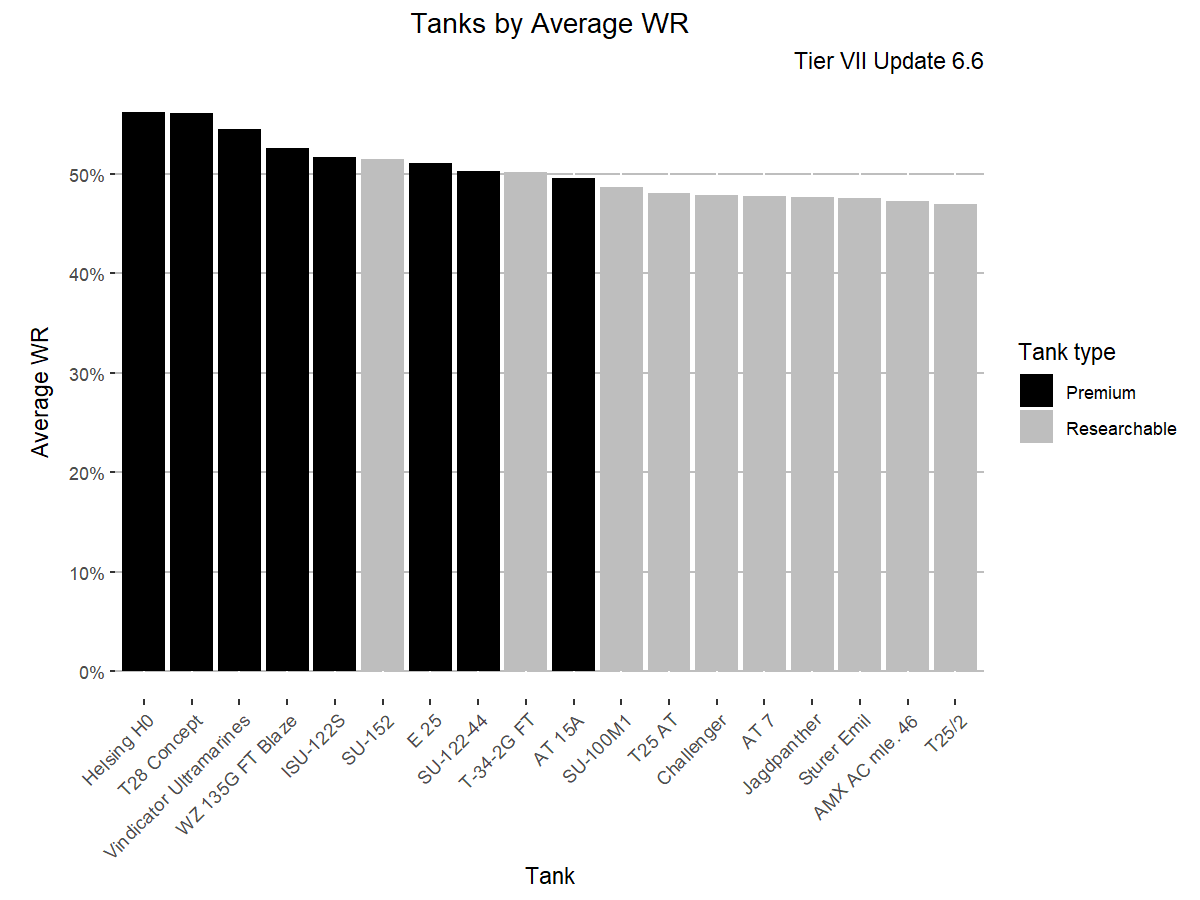 Tanks by Average WR
Tier VII Update 6.6
Average WR
50%
40%
30%
20%
10%
0%
Helsing H0
T28 Concept
Vindicator Ultramarines
WZ 135G FT Blaze
ISU-122S
SU-152
E 25
SU-122-44
T-34-2G FT
AT 15A
SU-100M1
T25 AT
Challenger
AT 7
Jagdpanther
Sturer Emil
AMX AC mle. 46
T25/2
Tank
Tank type
Premium
Researchable